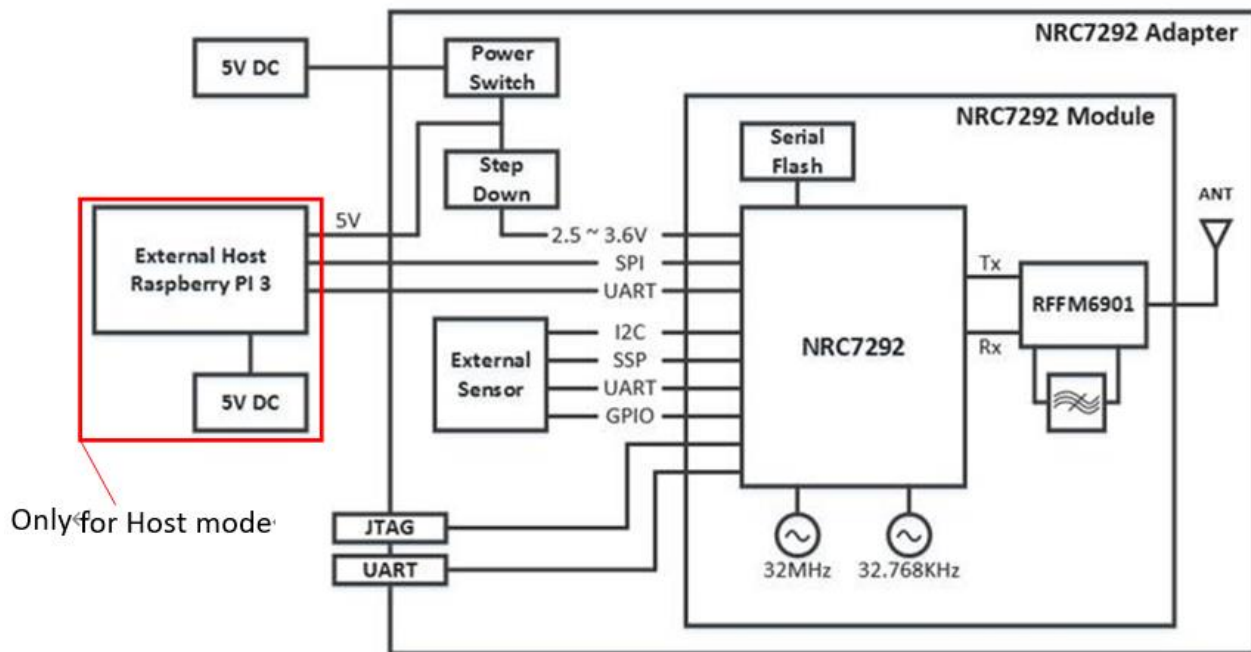 NRC7292 Adapter
5V DC
Power
Switch
NRC7292 Module
Serial
Flash
Step
Down
ANT
5V
2.5 ~ 3.6V
External Host
Raspberry PI 3
SPI
UART
Tx
RFFM6901
Rx
NRC7292
External
Sensor
I2C
SSP
UART
GPIO
5V DC
Only for Host mode
JTAG
UART
32MHz
32.768KHz